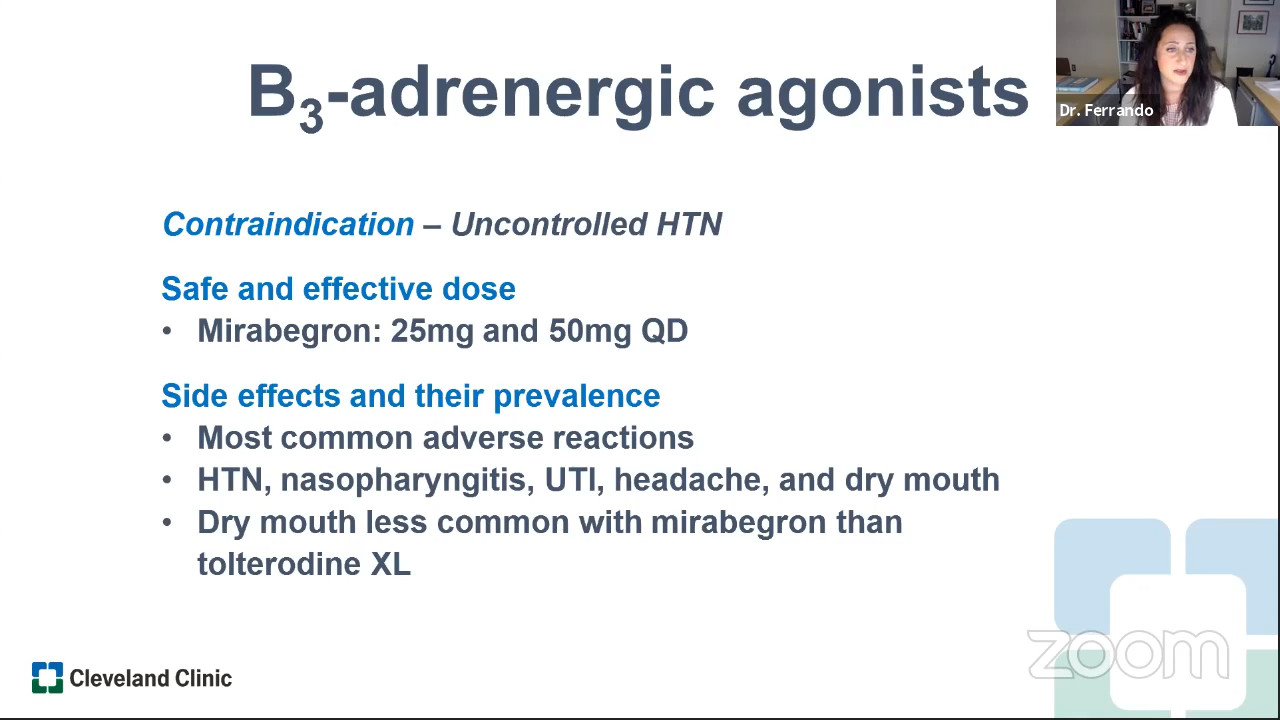 B3-adrenergic agonists
Dr. Ferrando
Contraindication – Uncontrolled HTN
Safe and effective dose
• Mirabegron: 25mg and 50mg QD
Side effects and their prevalence
• Most common adverse reactions
• HTN, nasopharyngitis, UTI, headache, and dry mouth
• Dry mouth less common with mirabegron than
tolterodine XL
zoom
Cleveland Clinic